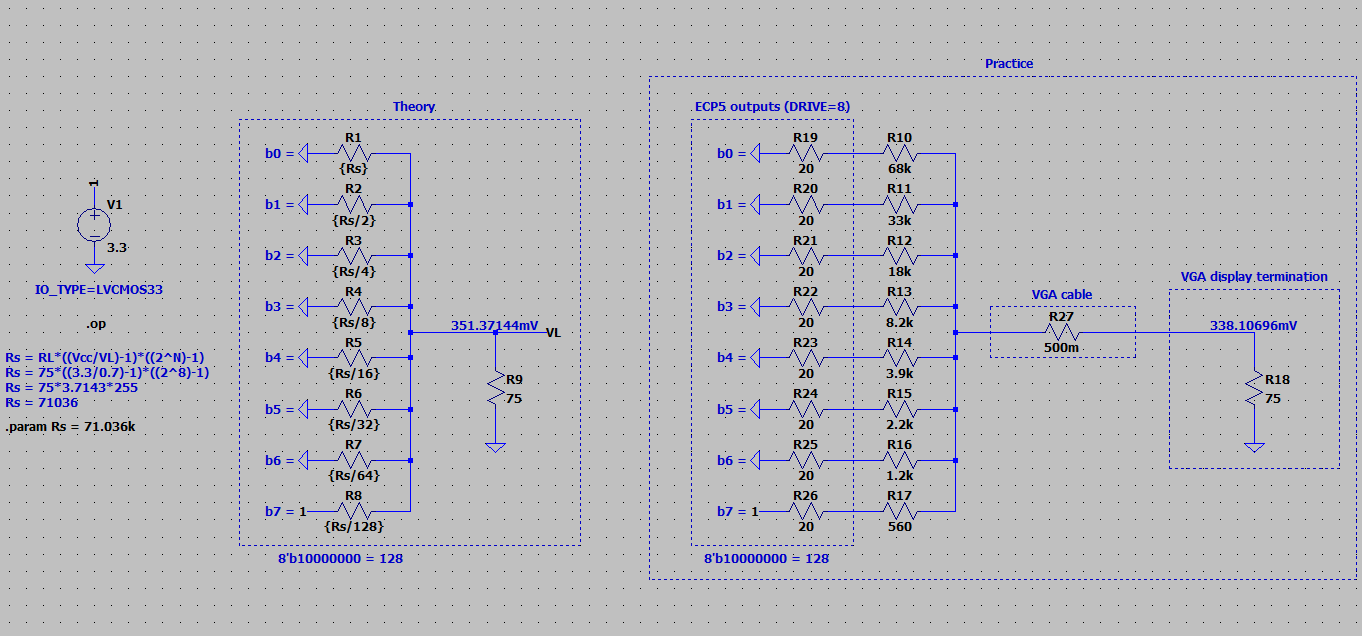 Practice
Theory
ECP5 outputs (DRIVE=8)
1
V1
3.3
IO_TYPE=LVCMOS33
.op
Rs = RL*((Vcc/VL)-1)*((2^N)-1)
Rs = 75*((3.3/0.7)-1)*((2^8)-1)
Rs = 75*3.7143*255
Rs = 71036
.param Rs = 71.036k
R1
b0 =
{Rs}
R2
b1 =
{Rs/2}
R3
b2 =
{Rs/4}
R4
b3 =
{Rs/8}
R5
b4 =
{Rs/16}
R6
b5 =
{Rs/32}
R7
b6 =
{Rs/64}
R8
b7 = 1
{Rs/128}
351.37144mV
VL
R9
75
8'b10000000 = 128
R19 R10
b0 =
20 68k
R20 R11
b1 =
20 33k
R21 R12
b2 =
20 18k
R22 R13
b3 =
20 8.2k
R23 R14
b4 =
20 3.9k
R24 R15
b5 =
20 2.2k
R25 R16
b6 =
20 1.2k
R26 R17
b7 = 1
20 560
8'b10000000 = 128
VGA cable
R27
500m
VGA display termination
338.10696mV
R18
75